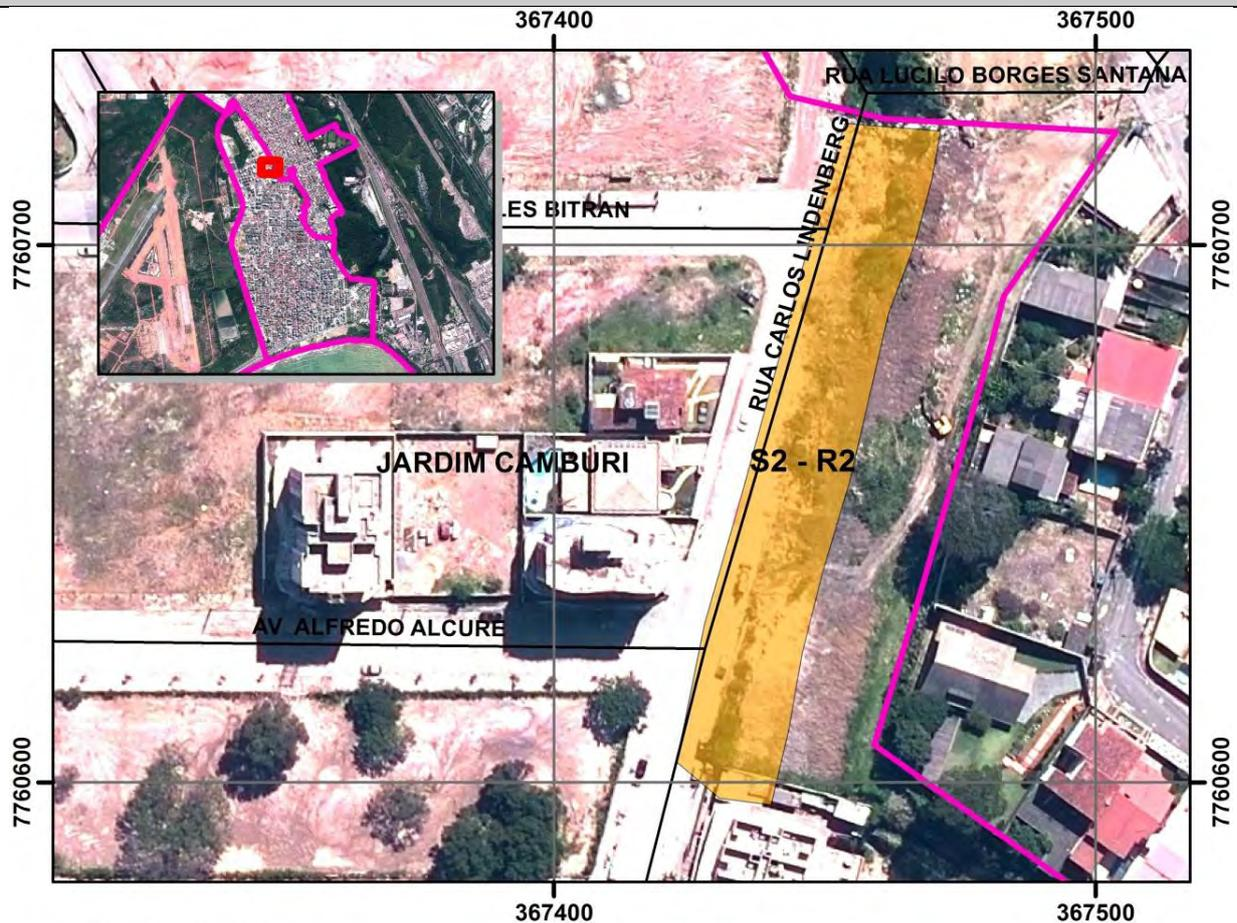 367400
367500
RUA LUCILO BORGES SANTANA
7760700
7760700
LES BITRAN
RUA CARLOS LINDENBERG
JARDIM CAMBURI
S2 - R2
AV ALFREDO ALCURE
7760600
7760600
367400
367500